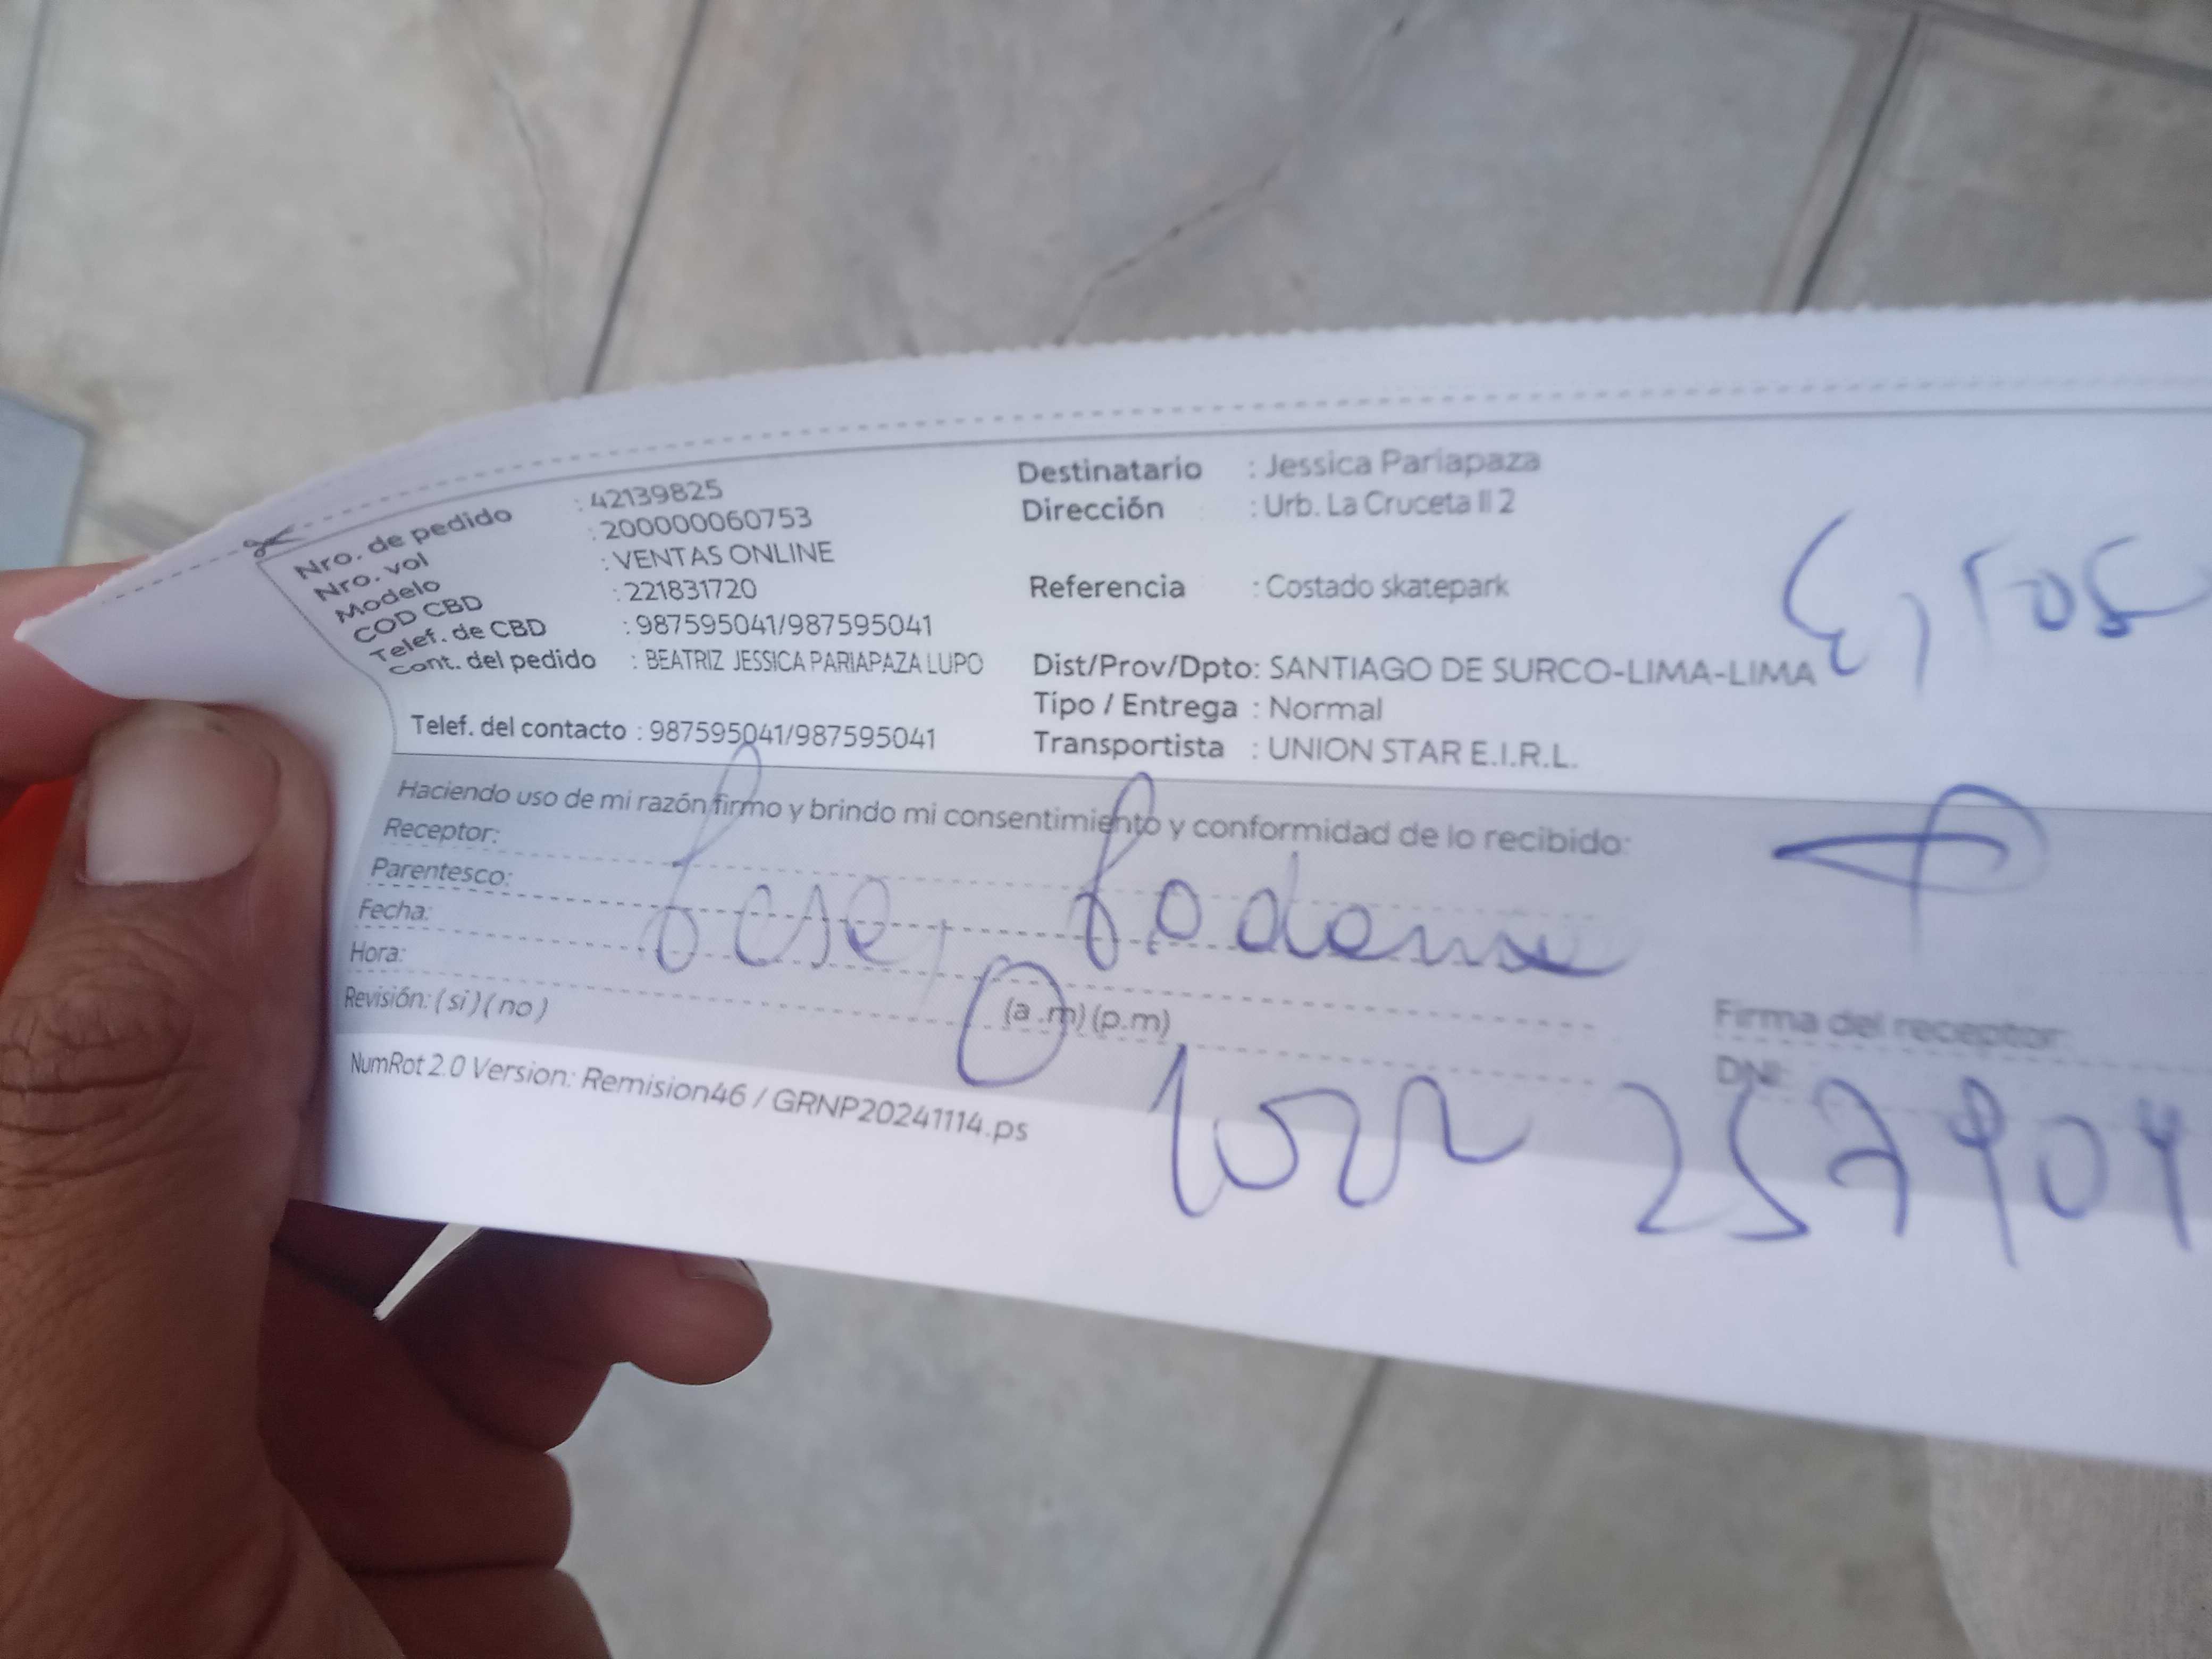 Nro. de pedido : 42139825
Nro. vol : 200000060753
Modelo : VENTAS ONLINE
COD CBD : 221831720
Telef. de CBD : 987595041/987595041
Cont. del pedido : BEATRIZ JESSICA PARIAPAZA LUPO
Telef. del contacto : 987595041/987595041
Destinatario : Jessica Pariapaza
Dirección : Urb. La Cruceta II 2
Referencia : Costado skatepark
Dist/Prov/Dpto: SANTIAGO DE SURCO-LIMA-LIMA
Tipo / Entrega : Normal
Transportista : UNION STAR E.I.R.L.
Haciendo uso de mi razón firmo y brindo mi consentimiento y conformidad de lo recibido:
Receptor:
Parentesco:
Fecha:
Hora: (a.m) (p.m)
Revisión: ( si ) ( no )
Firma del receptor
DNI:
NumRot 2.0 Version: Remision46 / GRNP20241114.ps